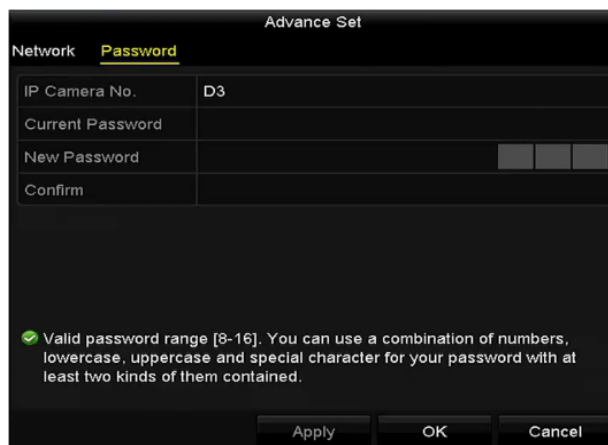 Advance Set
Network Password
IP Camera No. D3
Current Password
New Password
Confirm
Valid password range [8-16]. You can use a combination of numbers,
lowercase, uppercase and special character for your password with at
least two kinds of them contained.
Apply OK Cancel